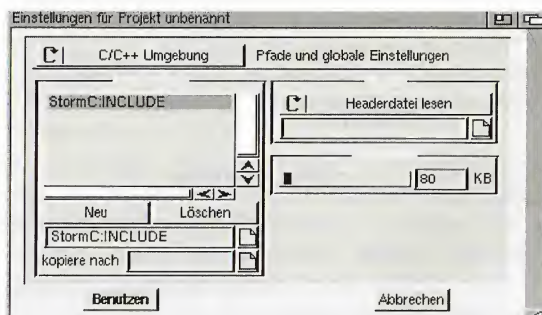 Einstellungen für Projekt unbenannt
C/C++ Umgebung
Pfade und globale Einstellungen
StormC:INCLUDE
Neu
Löschen
StormC:INCLUDE
kopiere nach
Headerdatei lesen
80 KB
Benutzen
Abbrechen